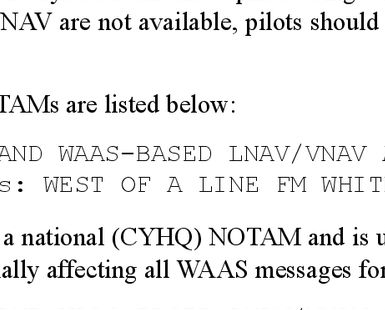 NAV are not available, pilots should
TAMs are listed below:
AND WAAS-BASED LNAV/VNAV
s: WEST OF A LINE FM WHIT
a national (CYHQ) NOTAM and is u
ally affecting all WAAS messages for